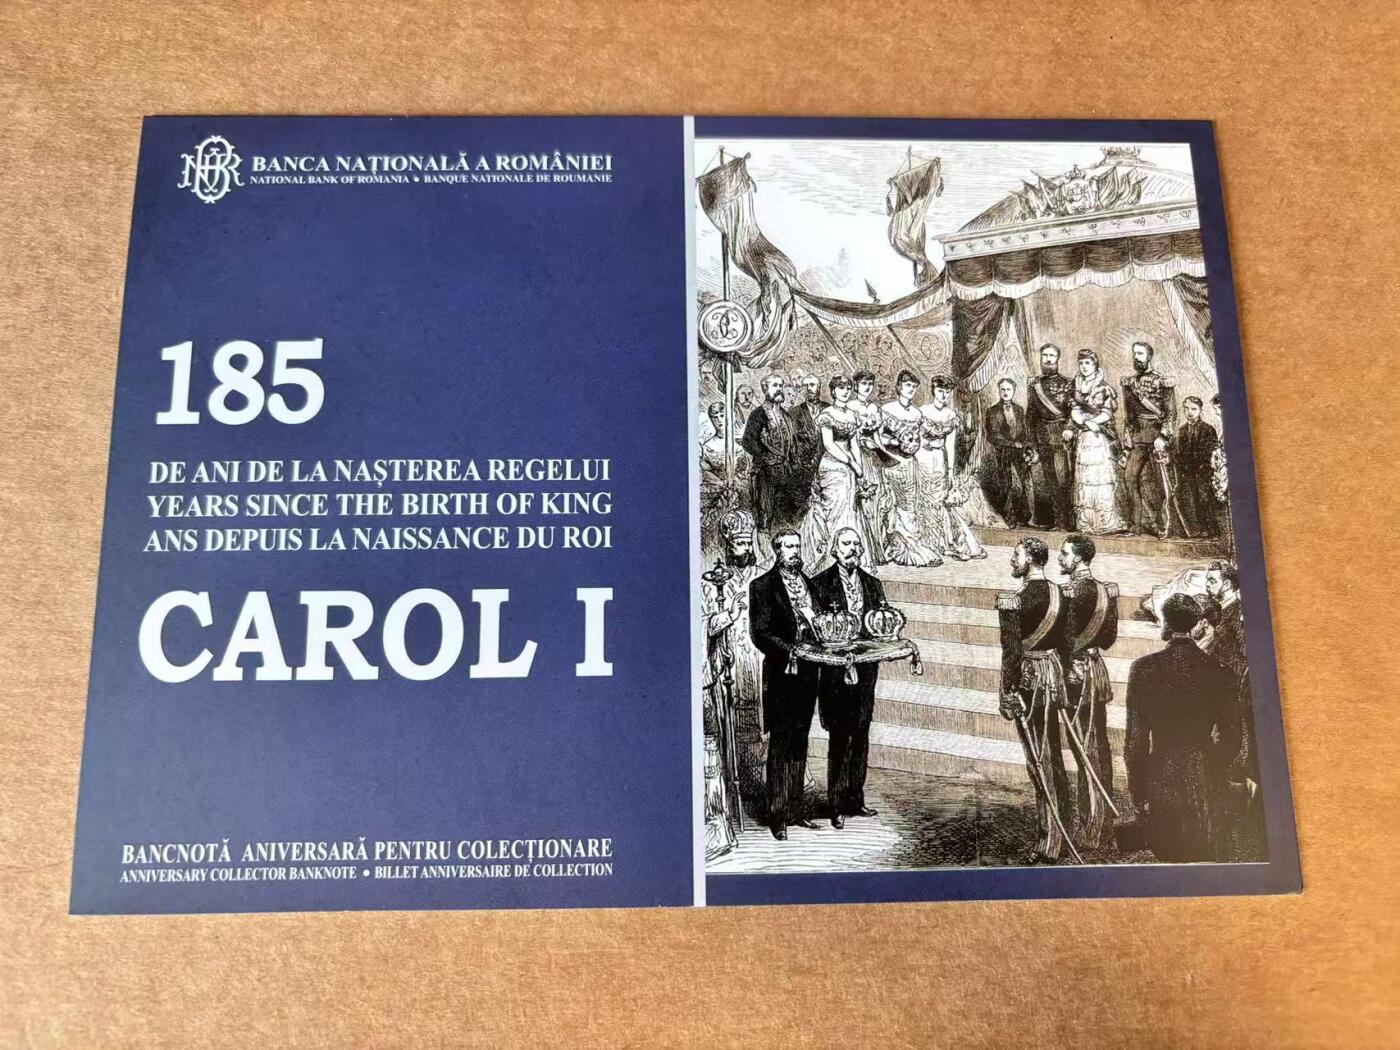 BANCA NAȚIONALĂ A ROMÂNIEI
NATIONAL BANK OF ROMANIA • BANQUE NATIONALE DE ROUMANIE
185
DE ANI DE LA NAȘTEREA REGELUI
YEARS SINCE THE BIRTH OF KING
ANS DEPUIS LA NAISSANCE DU ROI
CAROL I
BANCNOTĂ ANIVERSARĂ PENTRU COLECȚIONARE
ANNIVERSARY COLLECTOR BANKNOTE • BILLET ANNIVERSAIRE DE COLLECTION